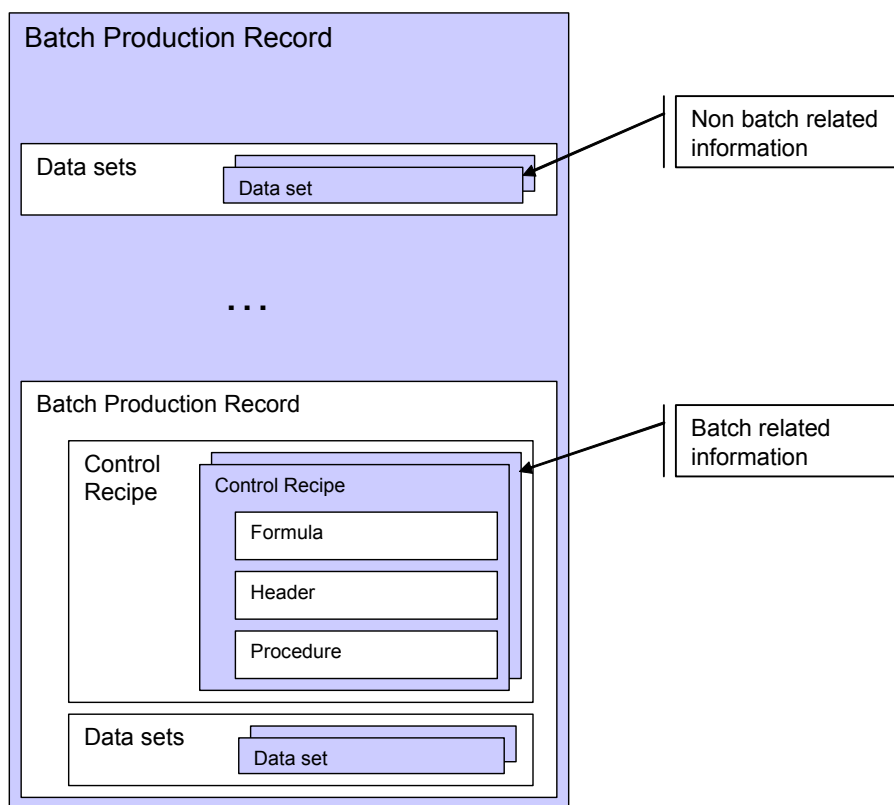 Batch Production Record
Non batch related
information
Data sets
Data set
...
Batch Production Record
Batch related
information
Control
Recipe
Control Recipe
Formula
Header
Procedure
Data sets
Data set